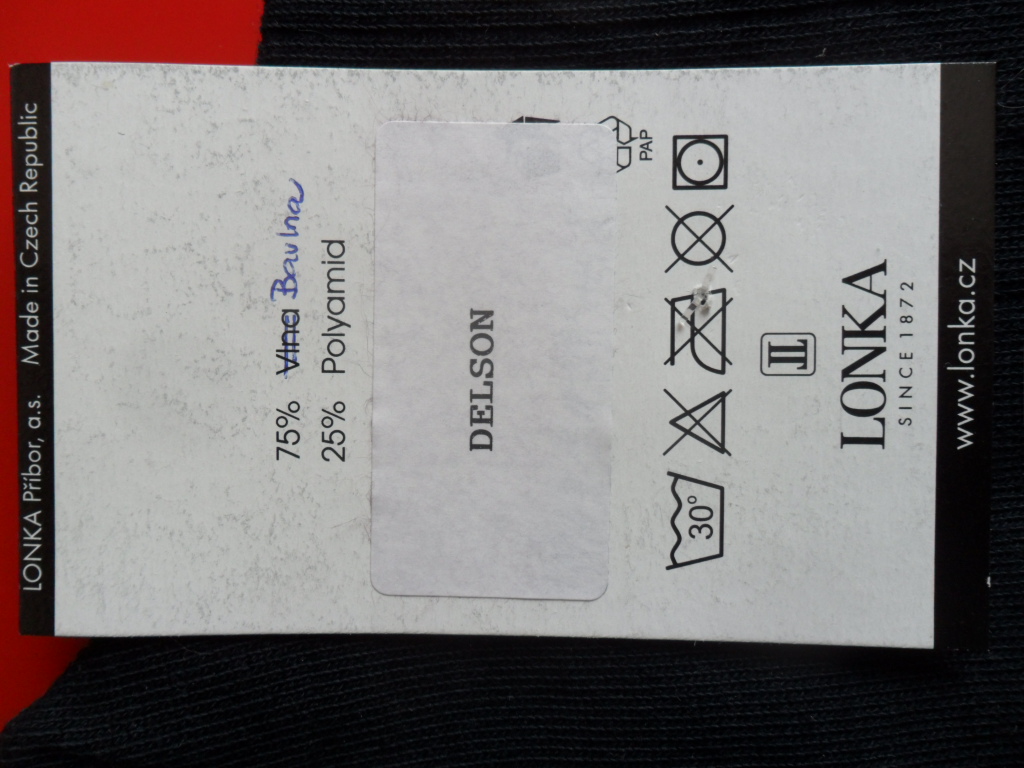 LONKA Příbor, a.s. Made in Czech Republic
75% Vlna Bavlna
25% Polyamid
DELSON
PAP
30°
LONKA
SINCE 1872
www.lonka.cz